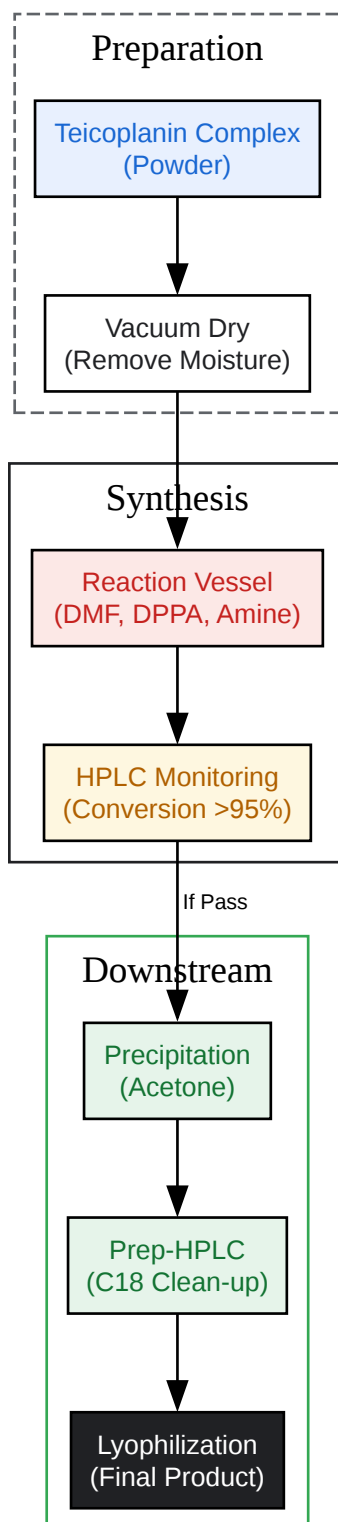 Preparation
Teicoplanin Complex
(Powder)
Vacuum Dry
(Remove Moisture)
Synthesis
Reaction Vessel
(DMF, DPPA, Amine)
HPLC Monitoring
(Conversion >95%)
If Pass
Downstream
Precipitation
(Acetone)
Prep-HPLC
(C18 Clean-up)
Lyophilization
(Final Product)